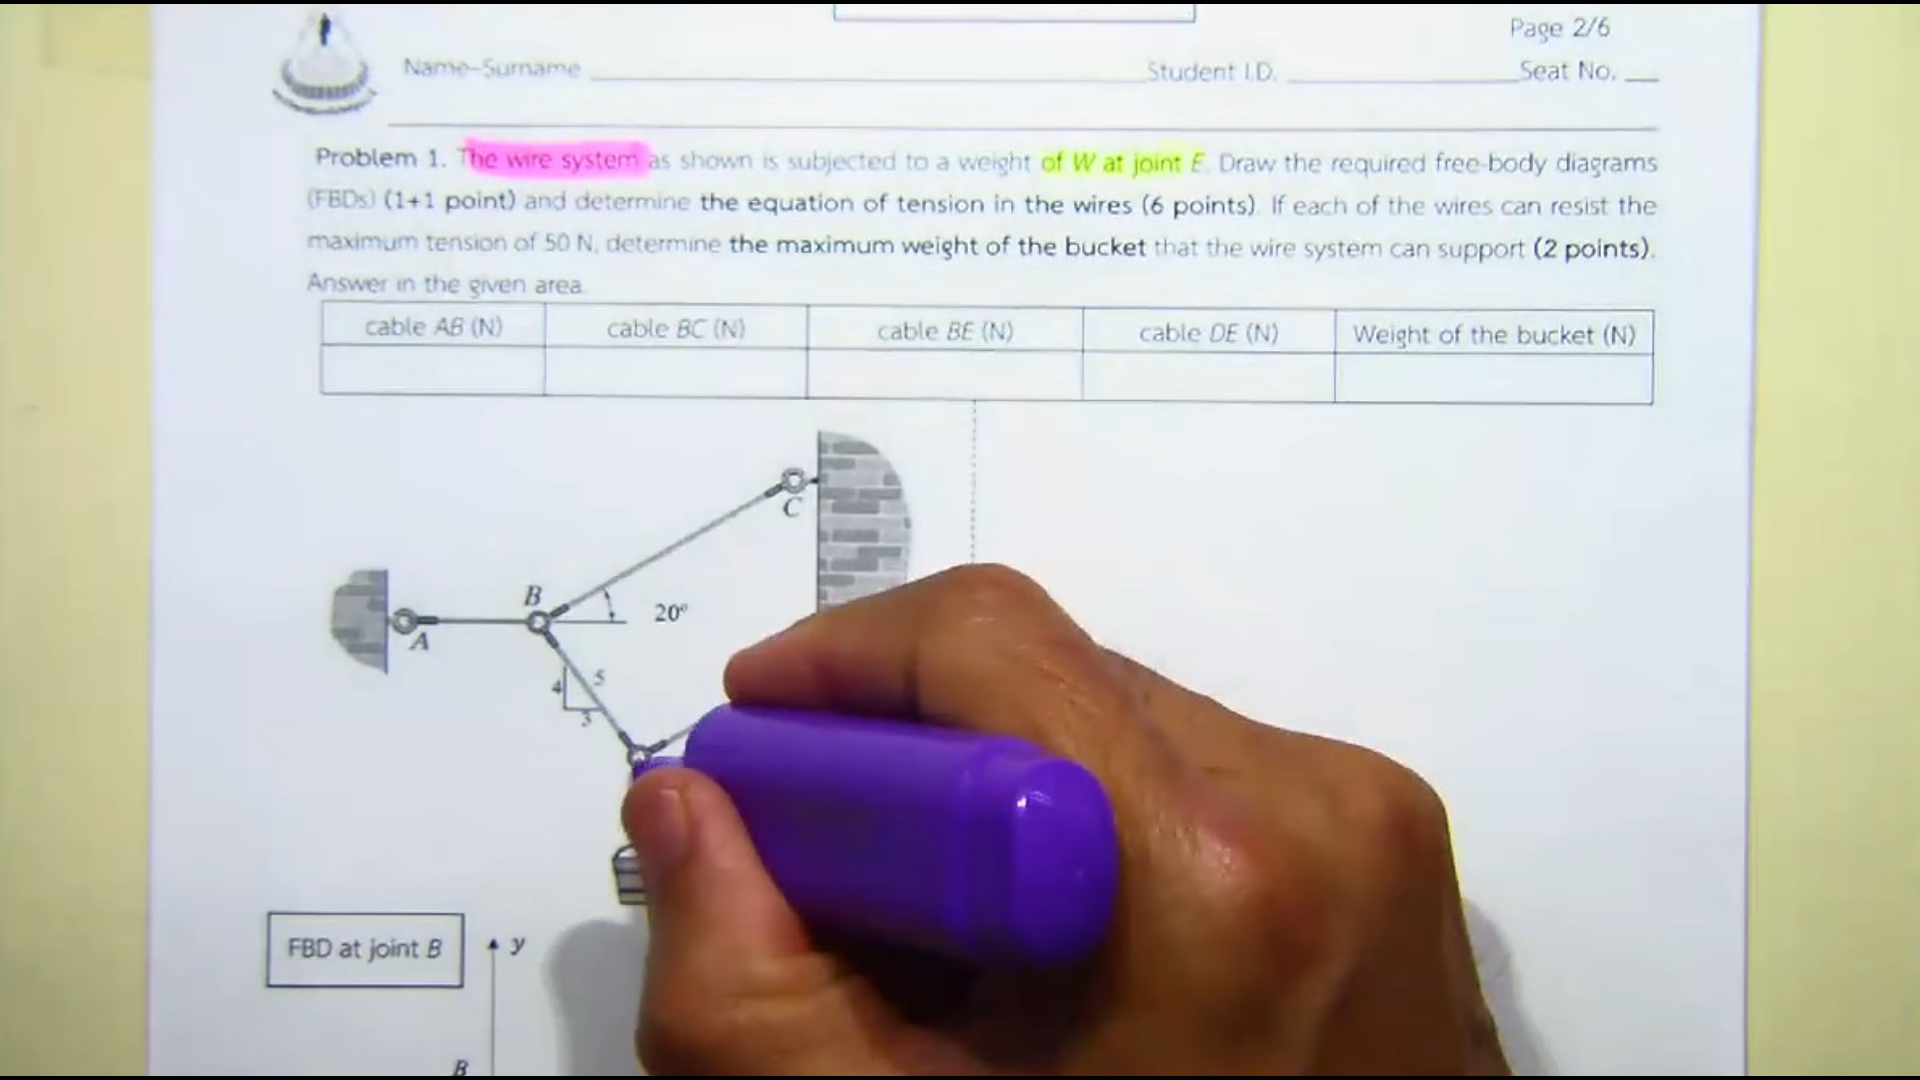 Page 2/6
Name-Surname Student I.D. Seat No.
Problem 1. The wire system as shown is subjected to a weight of W at joint E. Draw the required free-body diagrams
(FBDs) (1+1 point) and determine the equation of tension in the wires (6 points). If each of the wires can resist the
maximum tension of 50 N, determine the maximum weight of the bucket that the wire system can support (2 points).
Answer in the given area.
cable AB (N) cable BC (N) cable BE (N) cable DE (N) Weight of the bucket (N)
C
B
20°
A
5
4
3
FBD at joint B
y
B